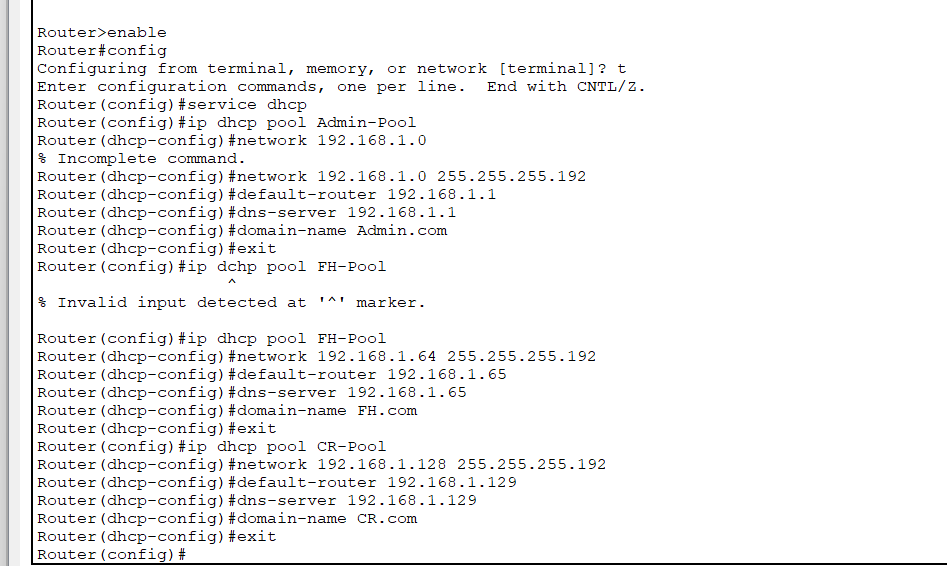 Router>enable
Router#config
Configuring from terminal, memory, or network [terminal]? t
Enter configuration commands, one per line.  End with CNTL/Z.
Router(config)#service dhcp
Router(config)#ip dhcp pool Admin-Pool
Router(dhcp-config)#network 192.168.1.0
% Incomplete command.
Router(dhcp-config)#network 192.168.1.0 255.255.255.192
Router(dhcp-config)#default-router 192.168.1.1
Router(dhcp-config)#dns-server 192.168.1.1
Router(dhcp-config)#domain-name Admin.com
Router(dhcp-config)#exit
Router(config)#ip dchp pool FH-Pool
^
% Invalid input detected at '^' marker.
Router(config)#ip dhcp pool FH-Pool
Router(dhcp-config)#network 192.168.1.64 255.255.255.192
Router(dhcp-config)#default-router 192.168.1.65
Router(dhcp-config)#dns-server 192.168.1.65
Router(dhcp-config)#domain-name FH.com
Router(dhcp-config)#exit
Router(config)#ip dhcp pool CR-Pool
Router(dhcp-config)#network 192.168.1.128 255.255.255.192
Router(dhcp-config)#default-router 192.168.1.129
Router(dhcp-config)#dns-server 192.168.1.129
Router(dhcp-config)#domain-name CR.com
Router(dhcp-config)#exit
Router(config)#